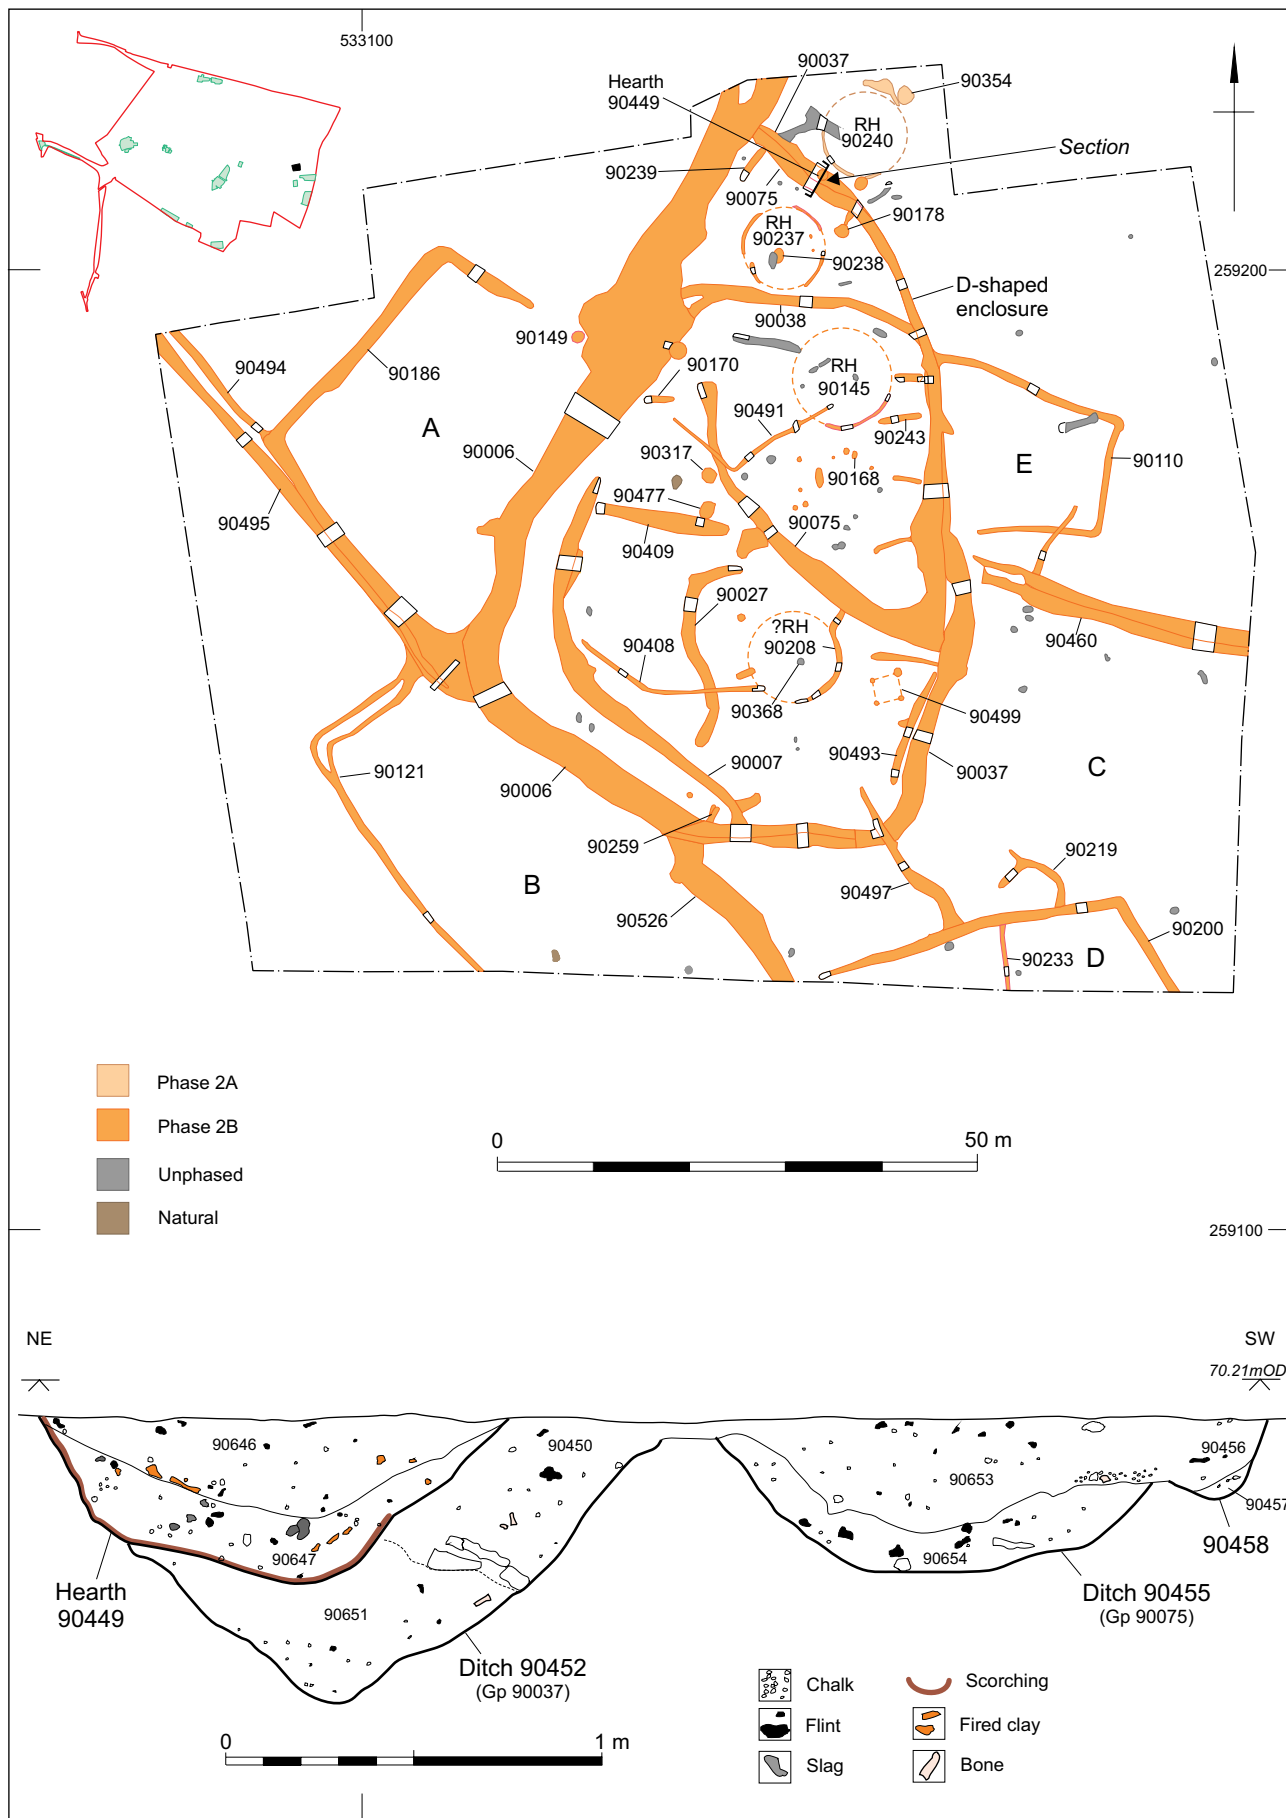 533100
90037
Hearth
90449
90354
RH
90240
Section
90239
90075
90178
RH
90237
90238
259200
D-shaped
enclosure
90038
90149
90494
90186
90170
RH
90145
90491
A
90243
90006
90317
E
90110
90168
90477
90495
90075
90409
90027
?RH
90208
90460
90408
90368
90499
90493
90007
90037
C
90121
90006
90259
90219
B
90497
90526
90200
90233
D
Phase 2A
Phase 2B
Unphased
Natural
0
50 m
259100
NE
SW
70.21mOD
90646
90450
90456
90653
90457
90647
90654
90458
Hearth
90449
90651
Ditch 90455
(Gp 90075)
Ditch 90452
(Gp 90037)
Chalk
Scorching
Flint
Fired clay
Slag
Bone
0
1 m